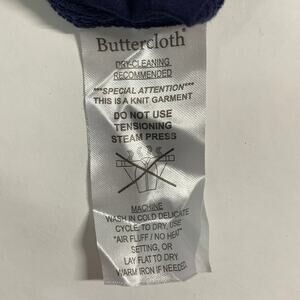 Buttercloth®
DRY-CLEANING
RECOMMENDED
***SPECIAL ATTENTION***
THIS IS A KNIT GARMENT
DO NOT USE
TENSIONING
STEAM PRESS
MACHINE
WASH IN COLD DELICATE
CYCLE, TO DRY, USE
"AIR FLUFF / NO HEAT"
SETTING, OR
LAY FLAT TO DRY.
WARM IRON IF NEEDED.